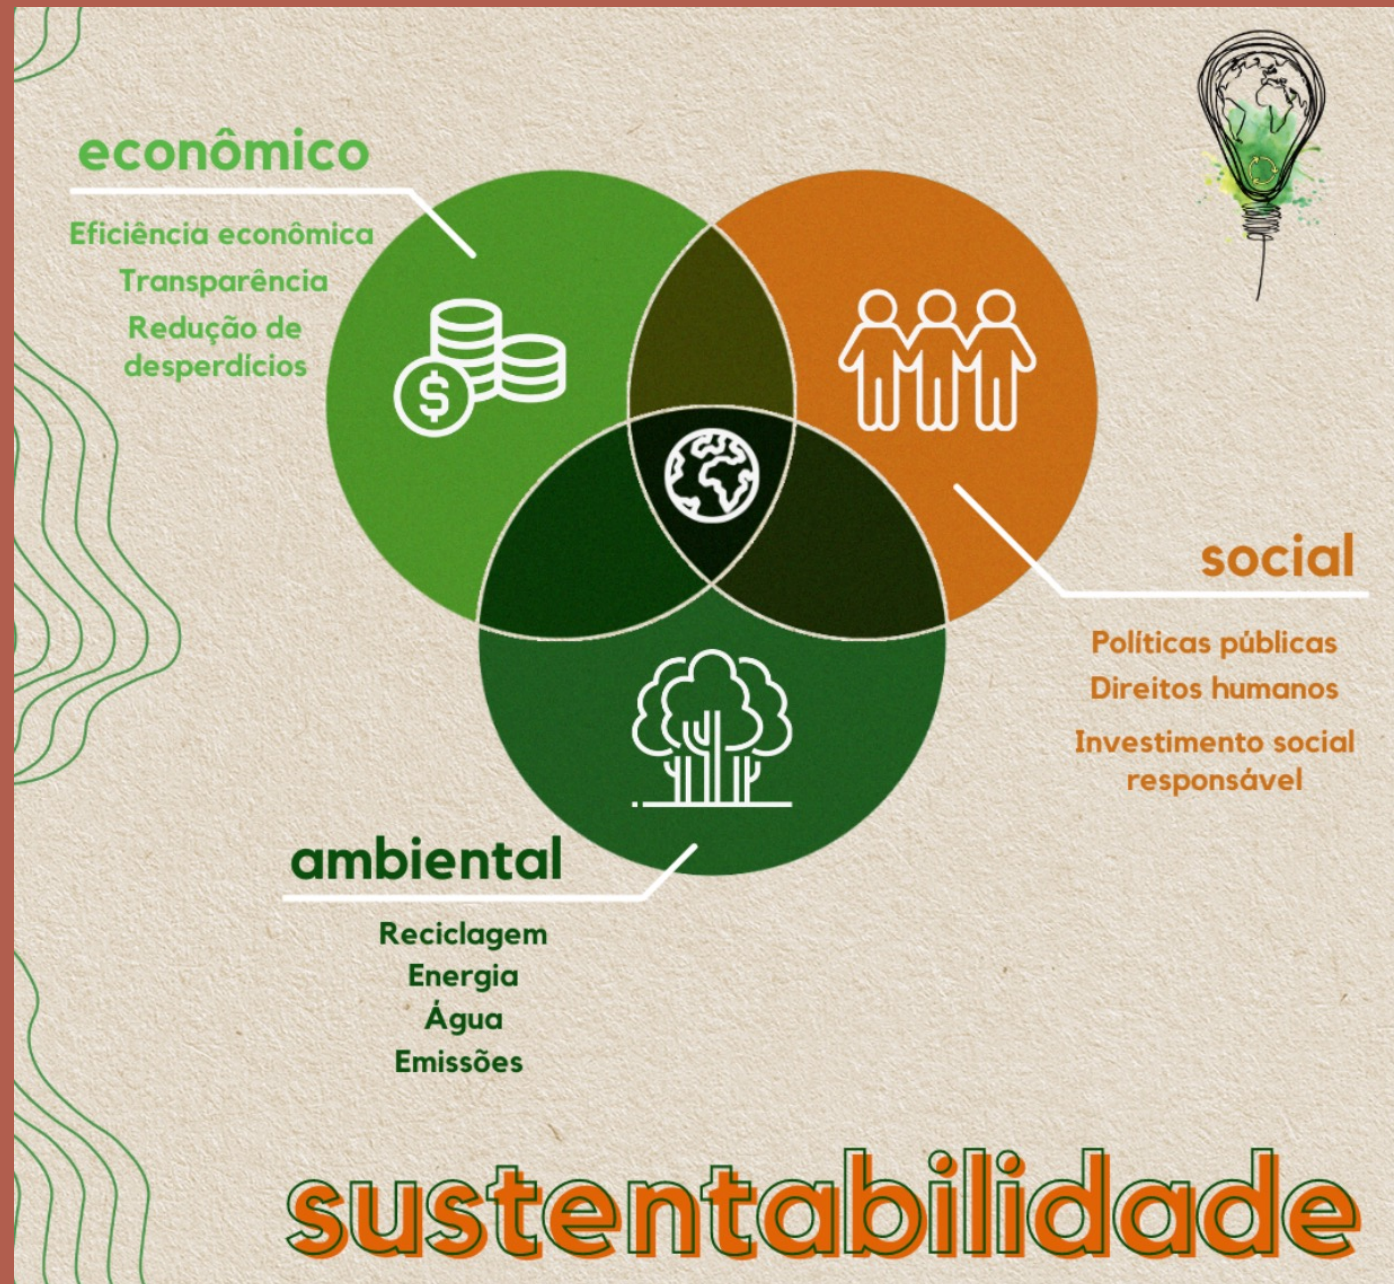 econômico
Eficiência econômica
Transparência
Redução de
desperdícios
$
social
Políticas públicas
Direitos humanos
Investimento social
responsável
ambiental
Reciclagem
Energia
Água
Emissões
sustentabilidade